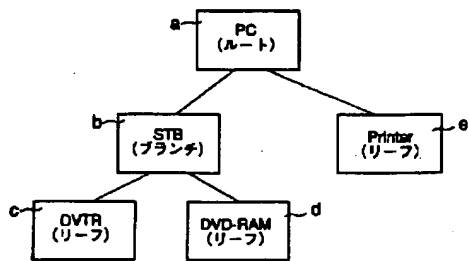 a
PC
(ルート)
b
STB
(ブランチ)
Printer
(リーフ)
e
c
DVTR
(リーフ)
DVD-RAM
(リーフ)
d